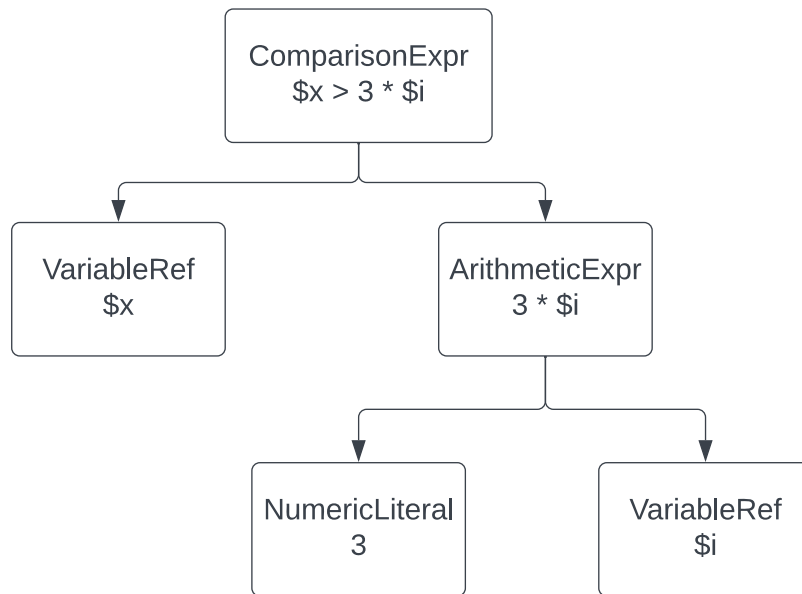 ComparisonExpr
$x > 3 * $i
VariableRef
$x
ArithmeticExpr
3 * $i
NumericLiteral
3
VariableRef
$i